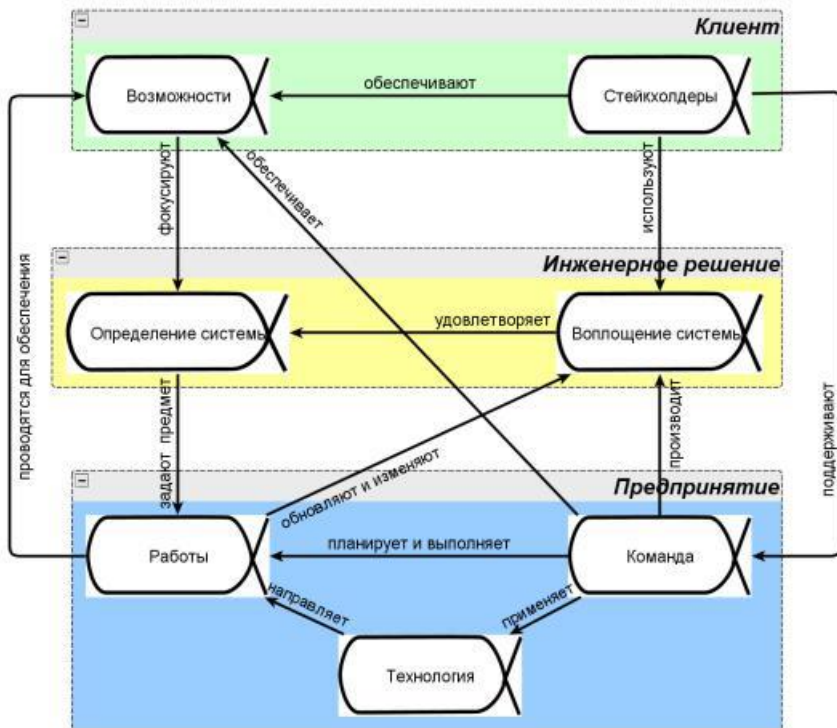 Клиент
Возможности
обеспечивают
Стейкхолдеры
фокусируют
обеспечивает
используют
Инженерное решение
Определение системы
удовлетворяет
Воплощение системы
проводятся для обеспечения
задают предмет
обновляют и изменяют
производит
поддерживают
Предприятие
Работы
планирует и выполняет
Команда
направляет
применяет
Технология